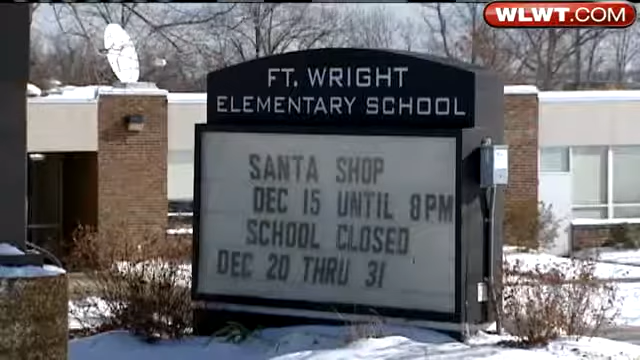 WLWT.COM
FT. WRIGHT
ELEMENTARY SCHOOL
SANTA SHOP
DEC 15 UNTIL 8PM
SCHOOL CLOSED
DEC 20 THRU 31